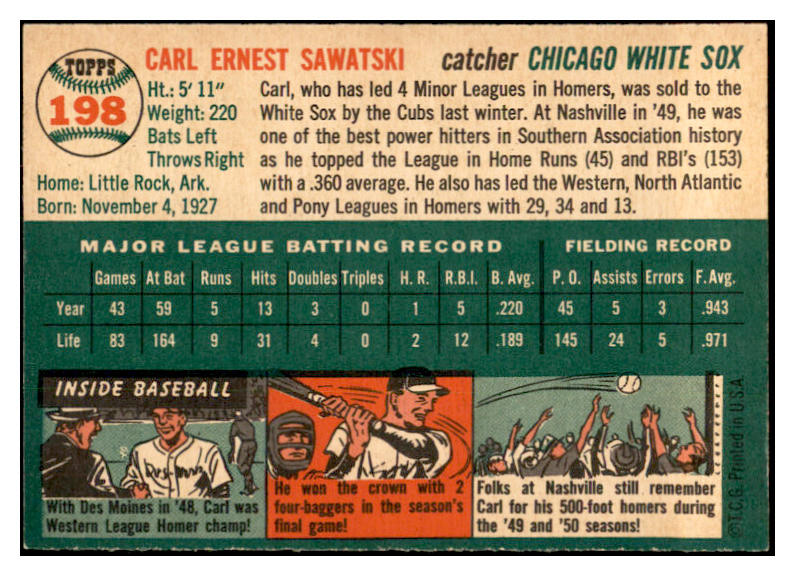 TOPPS
198
CARL ERNEST SAWATSKI catcher CHICAGO WHITE SOX
Ht.: 5' 11"
Weight: 220
Bats Left
Throws Right
Home: Little Rock, Ark.
Born: November 4, 1927
Carl, who has led 4 Minor Leagues in Homers, was sold to the
White Sox by the Cubs last winter. At Nashville in '49, he was
one of the best power hitters in Southern Association history
as he topped the League in Home Runs (45) and RBI's (153)
with a .360 average. He also has led the Western, North Atlantic
and Pony Leagues in Homers with 29, 34 and 13.
MAJOR LEAGUE BATTING RECORD FIELDING RECORD
Games At Bat Runs Hits Doubles Triples H. R. R.B.I. B. Avg. P. O. Assists Errors F. Avg.
Year 43 59 5 13 3 0 1 5 .220 45 5 3 .943
Life 83 164 9 31 4 0 2 12 .189 145 24 5 .971
INSIDE BASEBALL
With Des Moines in '48, Carl was
Western League Homer champ!
He won the crown with 2
four-baggers in the season's
final game!
Folks at Nashville still remember
Carl for his 500-foot homers during
the '49 and '50 seasons!
©T.C.G. Printed in U.S.A.